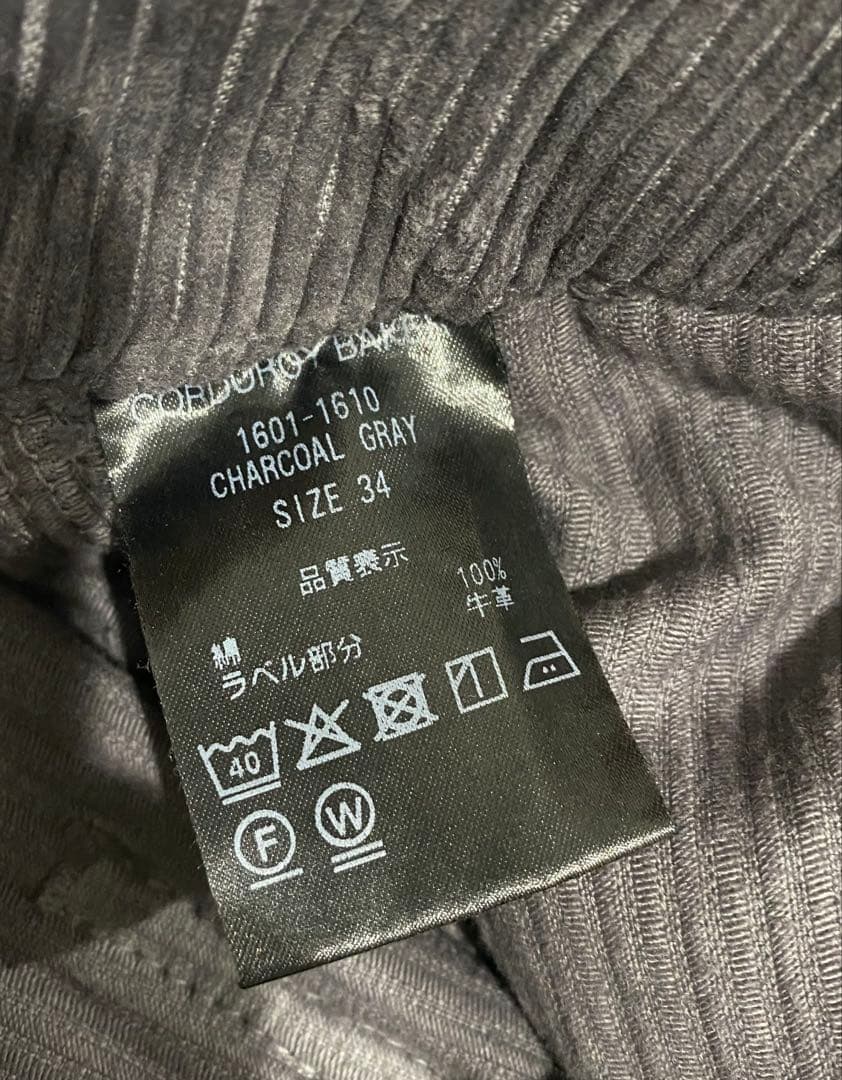 CORDUROY BAKE
1601-1610
CHARCOAL GRAY
SIZE 34
品質表示
綿 100%
ラベル部分 牛革
40
F W